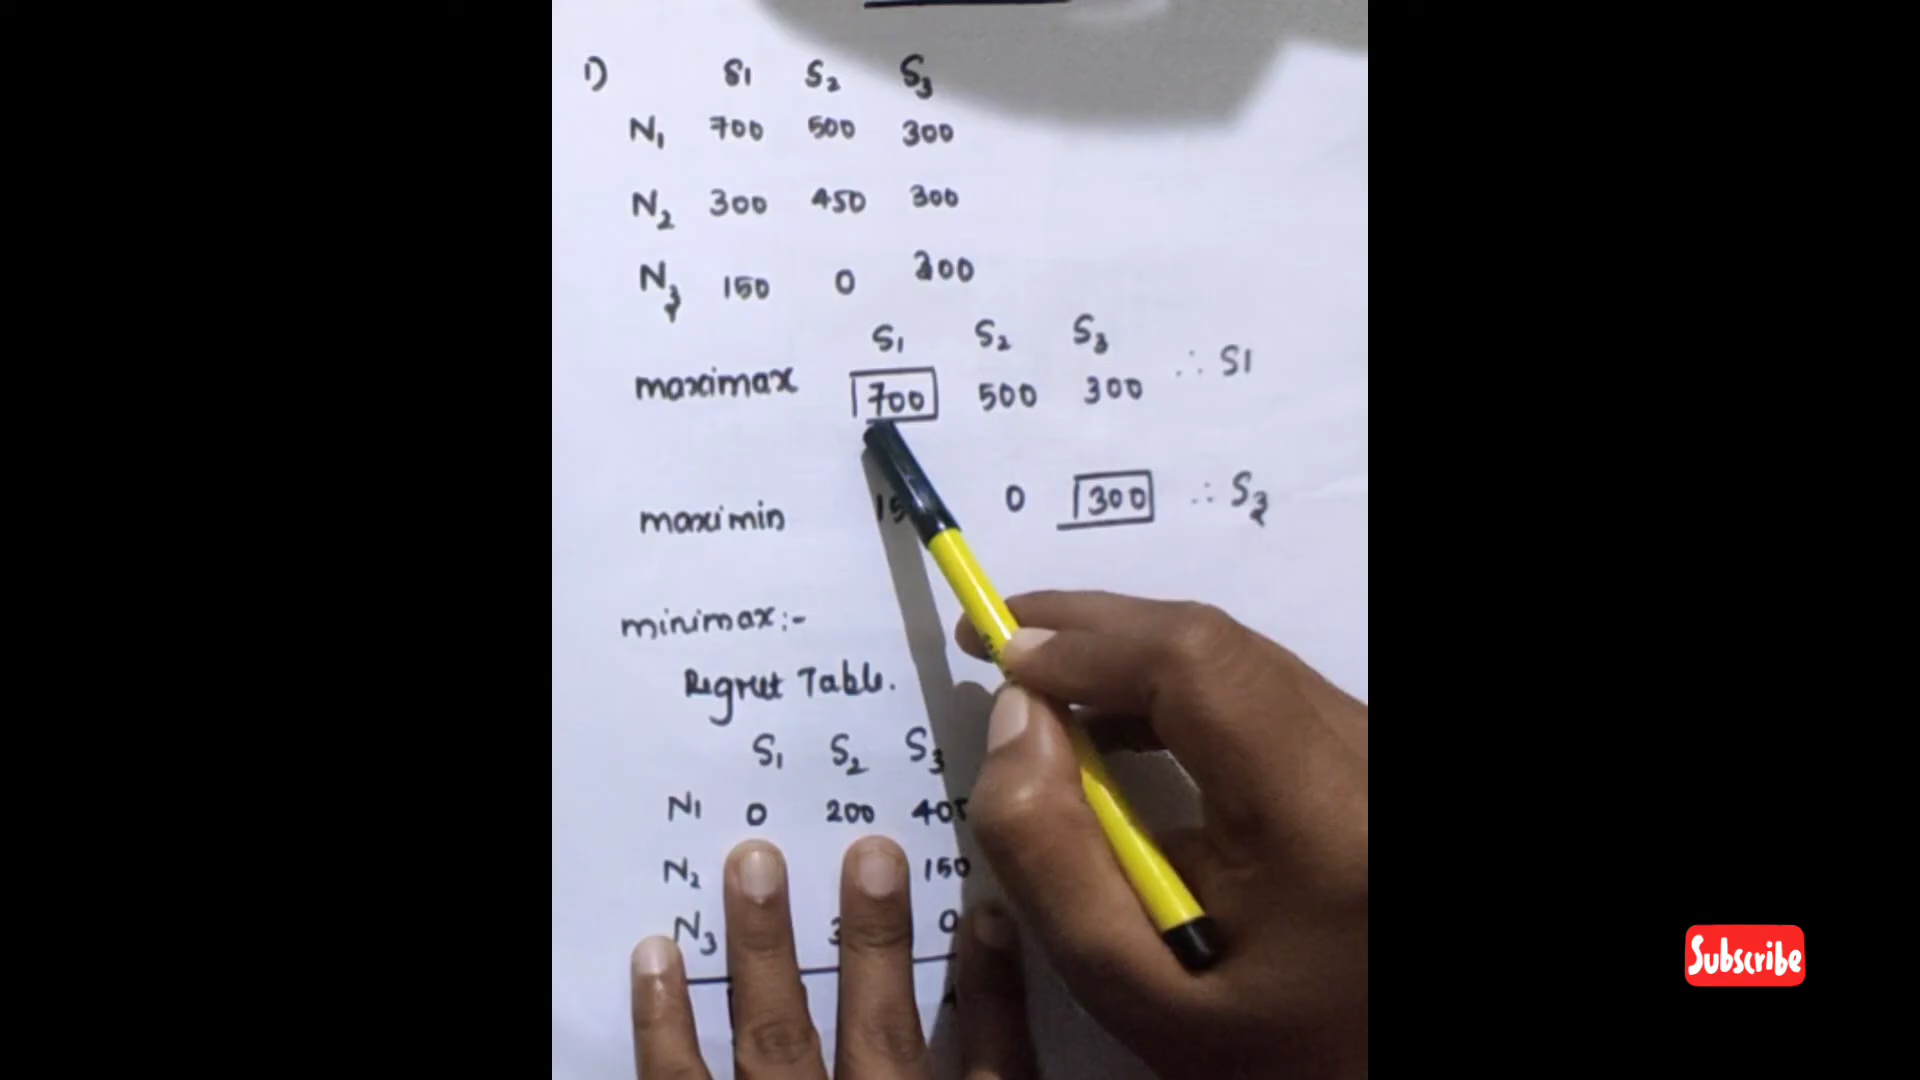 1) S1 S2 S3
N1 700 500 300
N2 300 450 300
N3 150 0 300
S1 S2 S3
maximax 700 500 300 ∴ S1
maximin 0 300 ∴ S3
minimax:-
Regret Table.
S1 S2 S3
N1 0 200 400
N2 150
N3 0
Subscribe